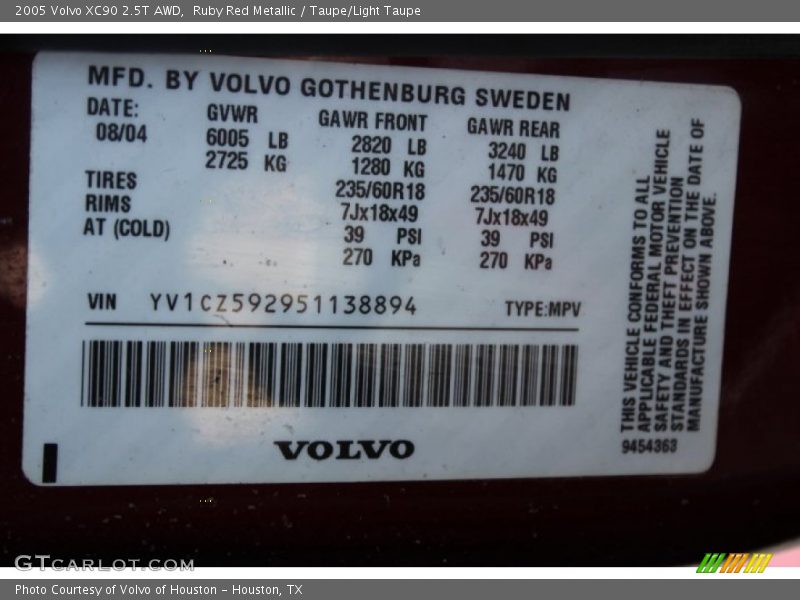 2005 Volvo XC90 2.5T AWD, Ruby Red Metallic / Taupe/Light Taupe
MFD. BY VOLVO GOTHENBURG SWEDEN
DATE: GVWR GAWR FRONT GAWR REAR
08/04 6005 LB 2820 LB 3240 LB
2725 KG 1280 KG 1470 KG
TIRES 235/60R18 235/60R18
RIMS 7Jx18x49 7Jx18x49
AT (COLD) 39 PSI 39 PSI
270 KPa 270 KPa
VIN YV1CZ592951138894 TYPE:MPV
VOLVO
THIS VEHICLE CONFORMS TO ALL
APPLICABLE FEDERAL MOTOR VEHICLE
SAFETY AND THEFT PREVENTION
STANDARDS IN EFFECT ON THE DATE OF
MANUFACTURE SHOWN ABOVE.
9454363
GTCARLOT.COM
Photo Courtesy of Volvo of Houston - Houston, TX